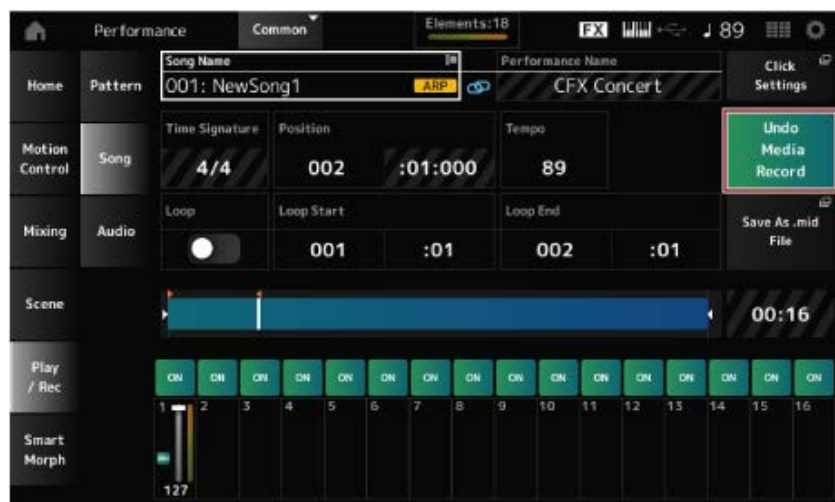 Performance
Common
Elements:18
FX
♩ 89
Home
Motion
Control
Mixing
Scene
Play
/ Rec
Smart
Morph
Pattern
Song
Audio
Song Name
001: NewSong1
ARP
Performance Name
CFX Concert
Click
Settings
Time Signature
4/4
Position
002 :01:000
Tempo
89
Undo
Media
Record
Loop
Loop Start
001 :01
Loop End
002 :01
Save As .mid
File
00:16
ON ON ON ON ON ON ON ON ON ON ON ON ON ON ON ON
1 2 3 4 5 6 7 8 9 10 11 12 13 14 15 16
127